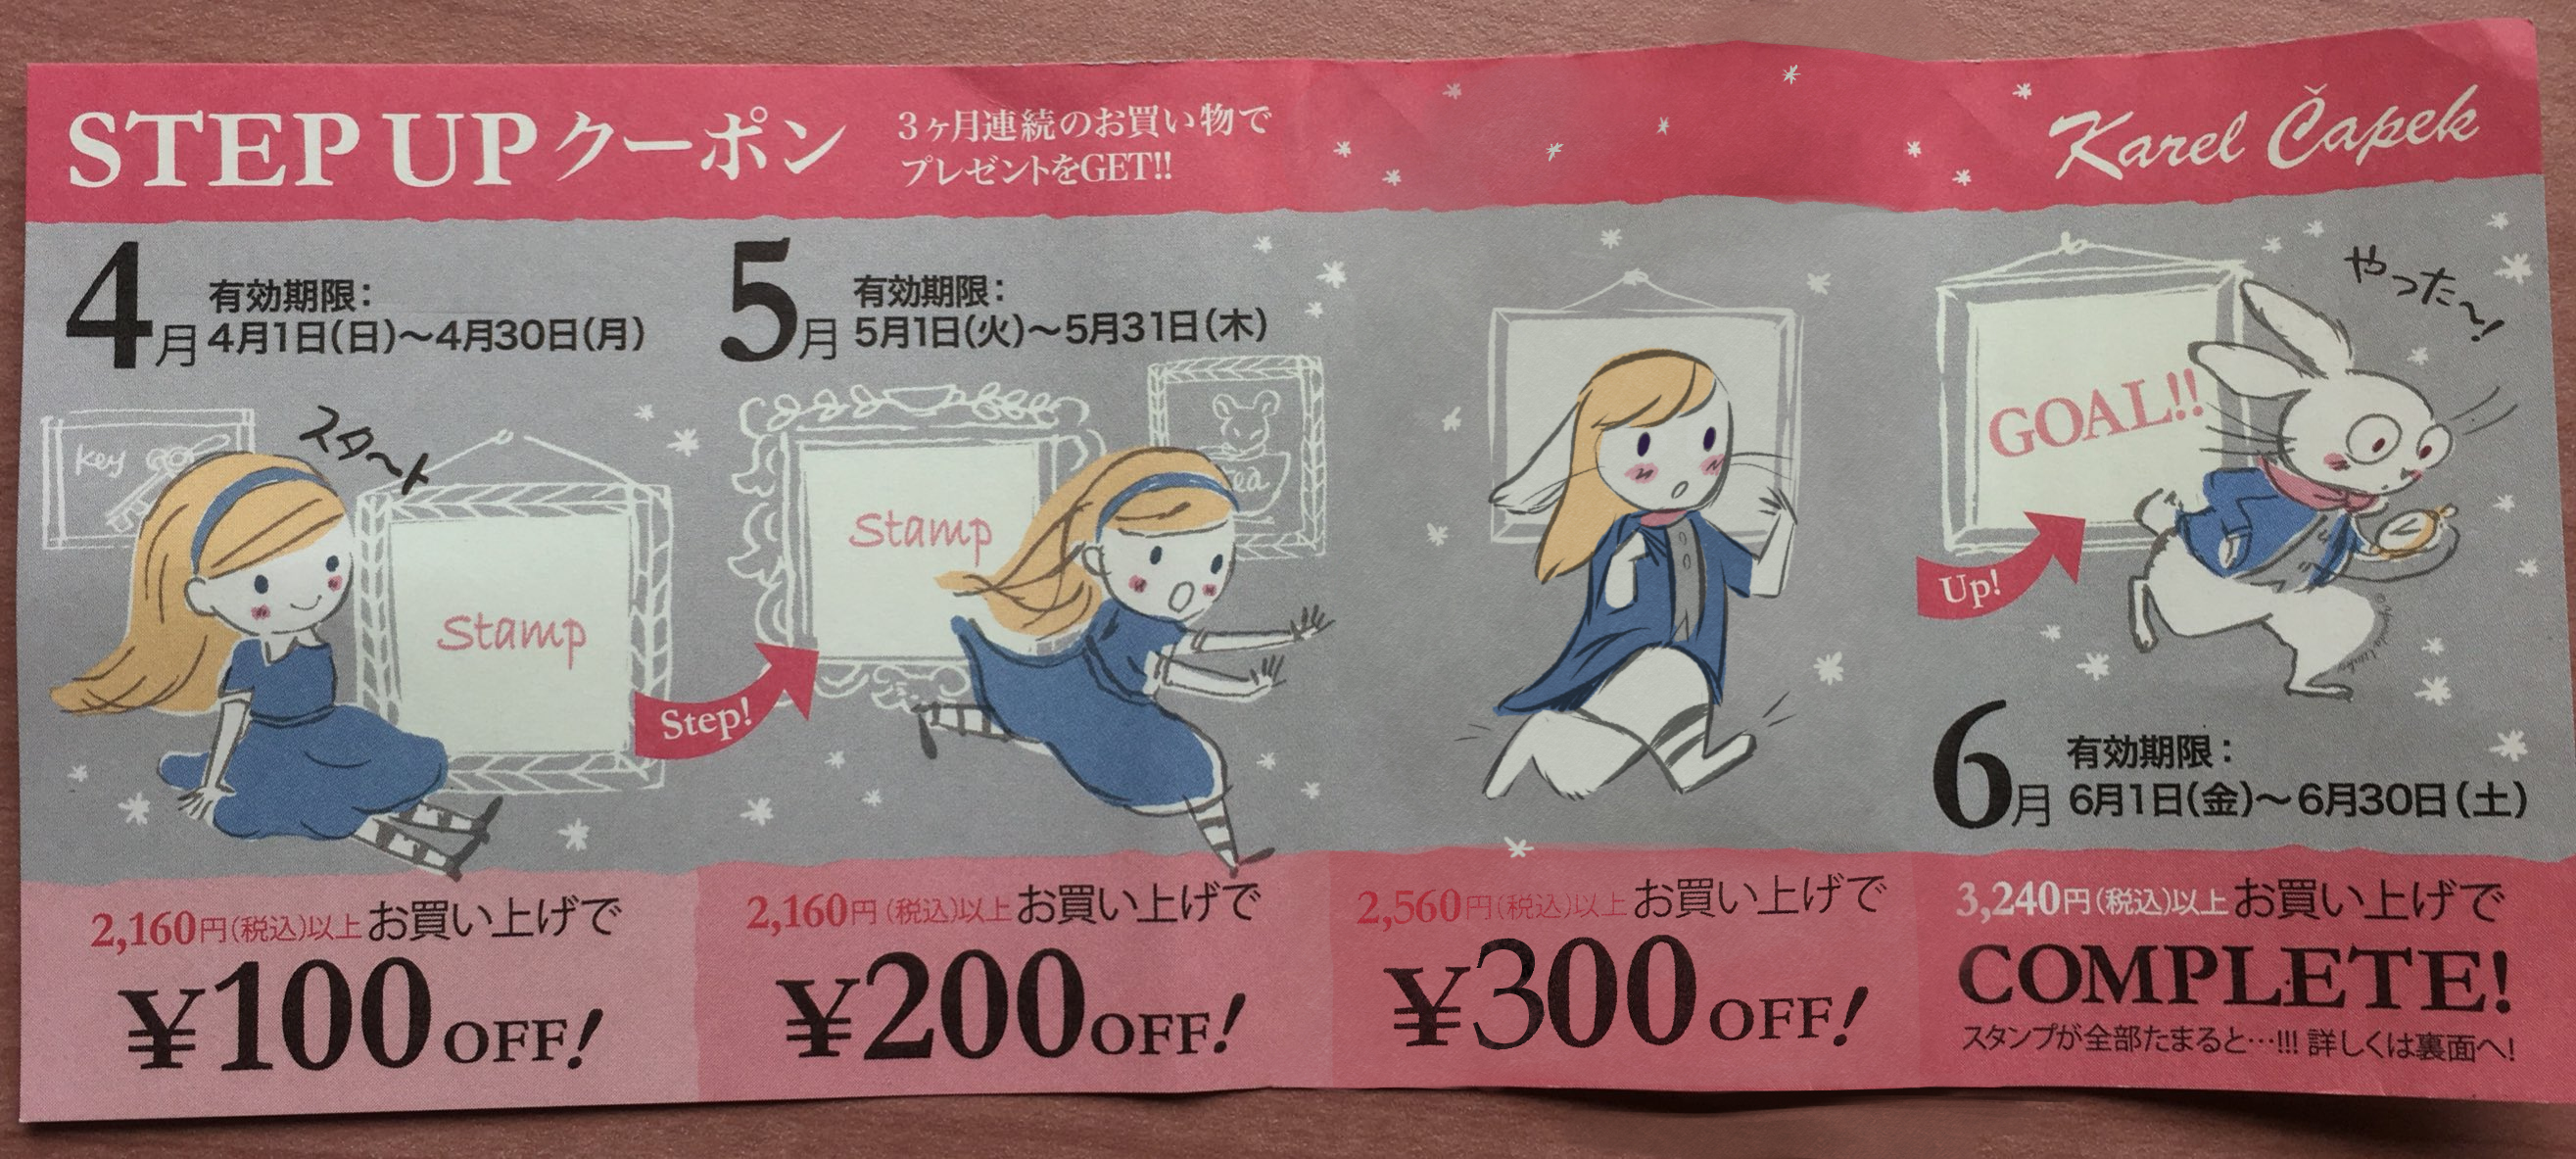 STEP UPクーポン
3ヶ月連続のお買い物で
プレゼントをGET!!
Karel Čapek
4月
有効期限：
4月1日(日)～4月30日(月)
key
スタ～ト
Stamp
Step!
2,160円(税込)以上お買い上げで
¥100 OFF!
5月
有効期限：
5月1日(火)～5月31日(木)
Stamp
2,160円(税込)以上お買い上げで
¥200 OFF!
2,560円(税込)以上お買い上げで
¥300 OFF!
やった～!
GOAL!!
Up!
6月
有効期限：
6月1日(金)～6月30日(土)
3,240円(税込)以上お買い上げで
COMPLETE!
スタンプが全部たまると…!!! 詳しくは裏面へ!